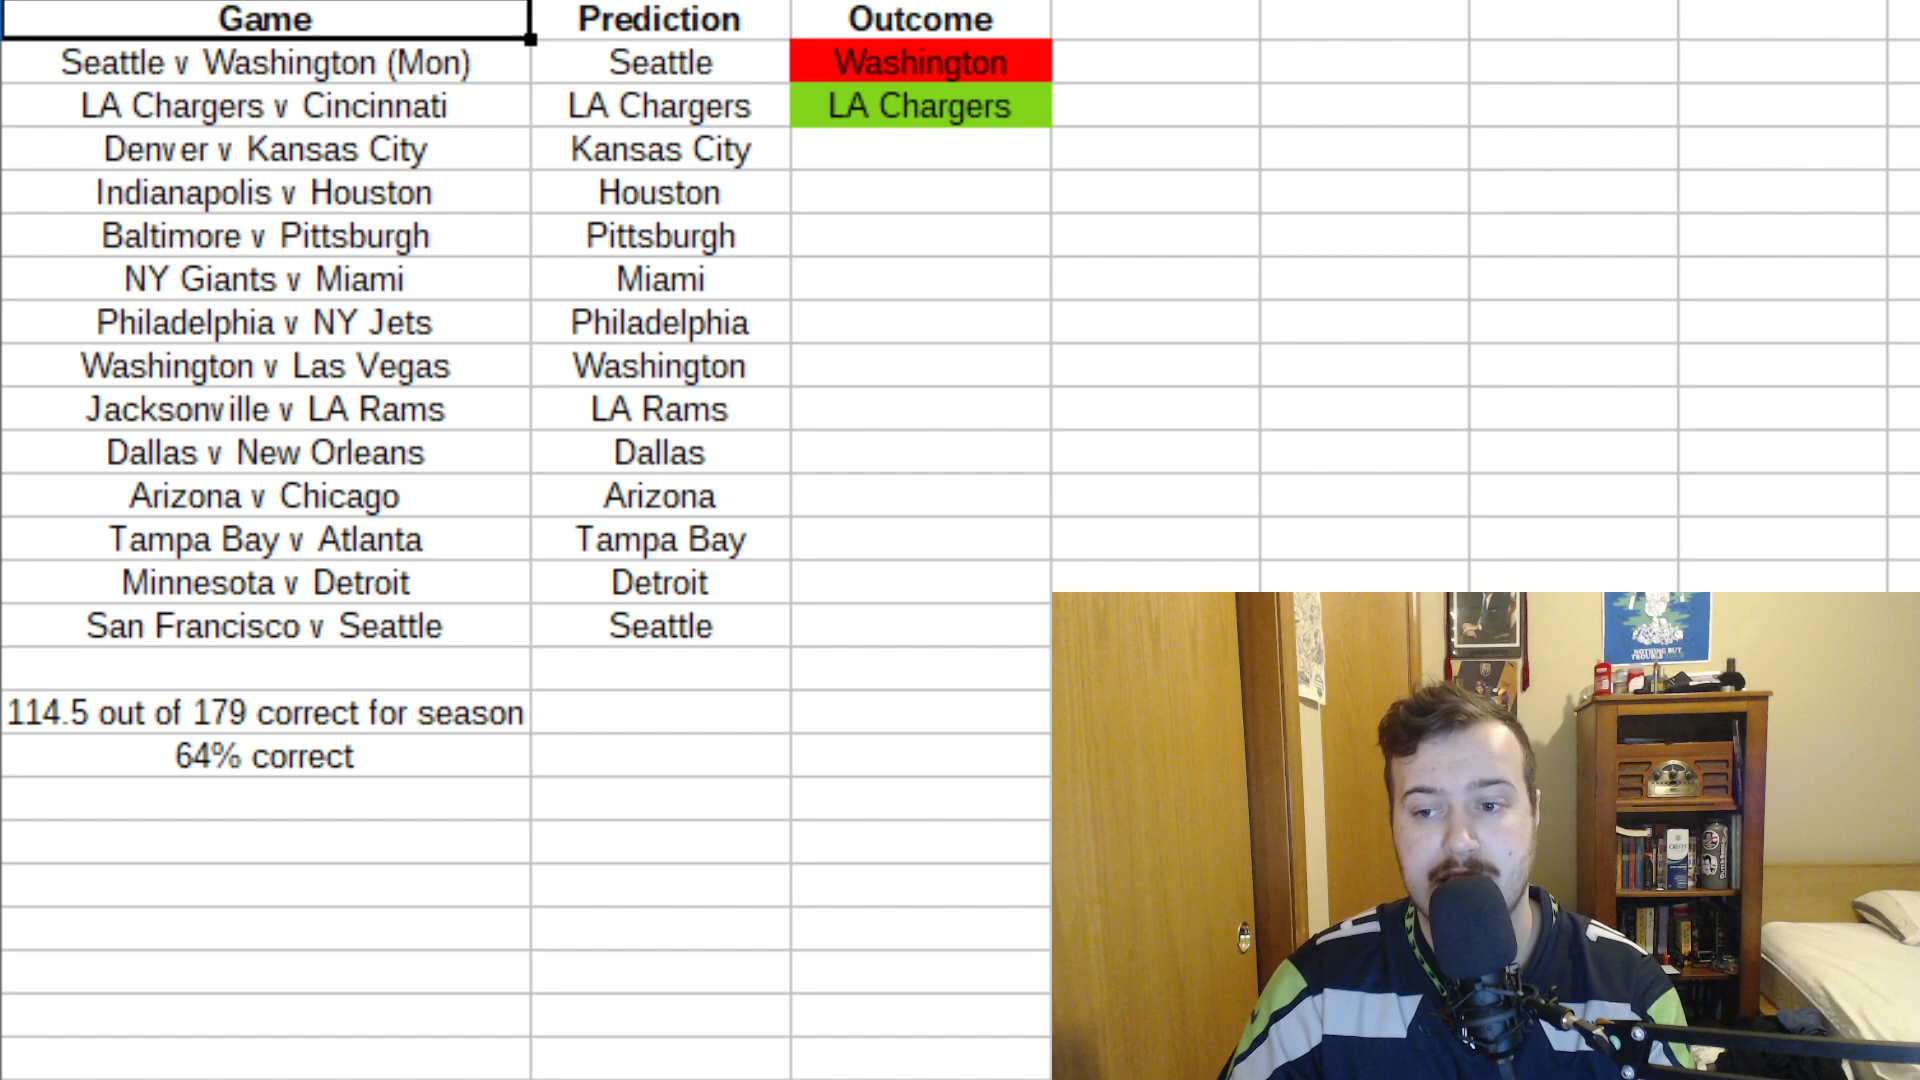 Game Prediction Outcome
Seattle v Washington (Mon) Seattle Washington
LA Chargers v Cincinnati LA Chargers LA Chargers
Denver v Kansas City Kansas City
Indianapolis v Houston Houston
Baltimore v Pittsburgh Pittsburgh
NY Giants v Miami Miami
Philadelphia v NY Jets Philadelphia
Washington v Las Vegas Washington
Jacksonville v LA Rams LA Rams
Dallas v New Orleans Dallas
Arizona v Chicago Arizona
Tampa Bay v Atlanta Tampa Bay
Minnesota v Detroit Detroit
San Francisco v Seattle Seattle
114.5 out of 179 correct for season
64% correct
NOTHING BUT
TROUBLE